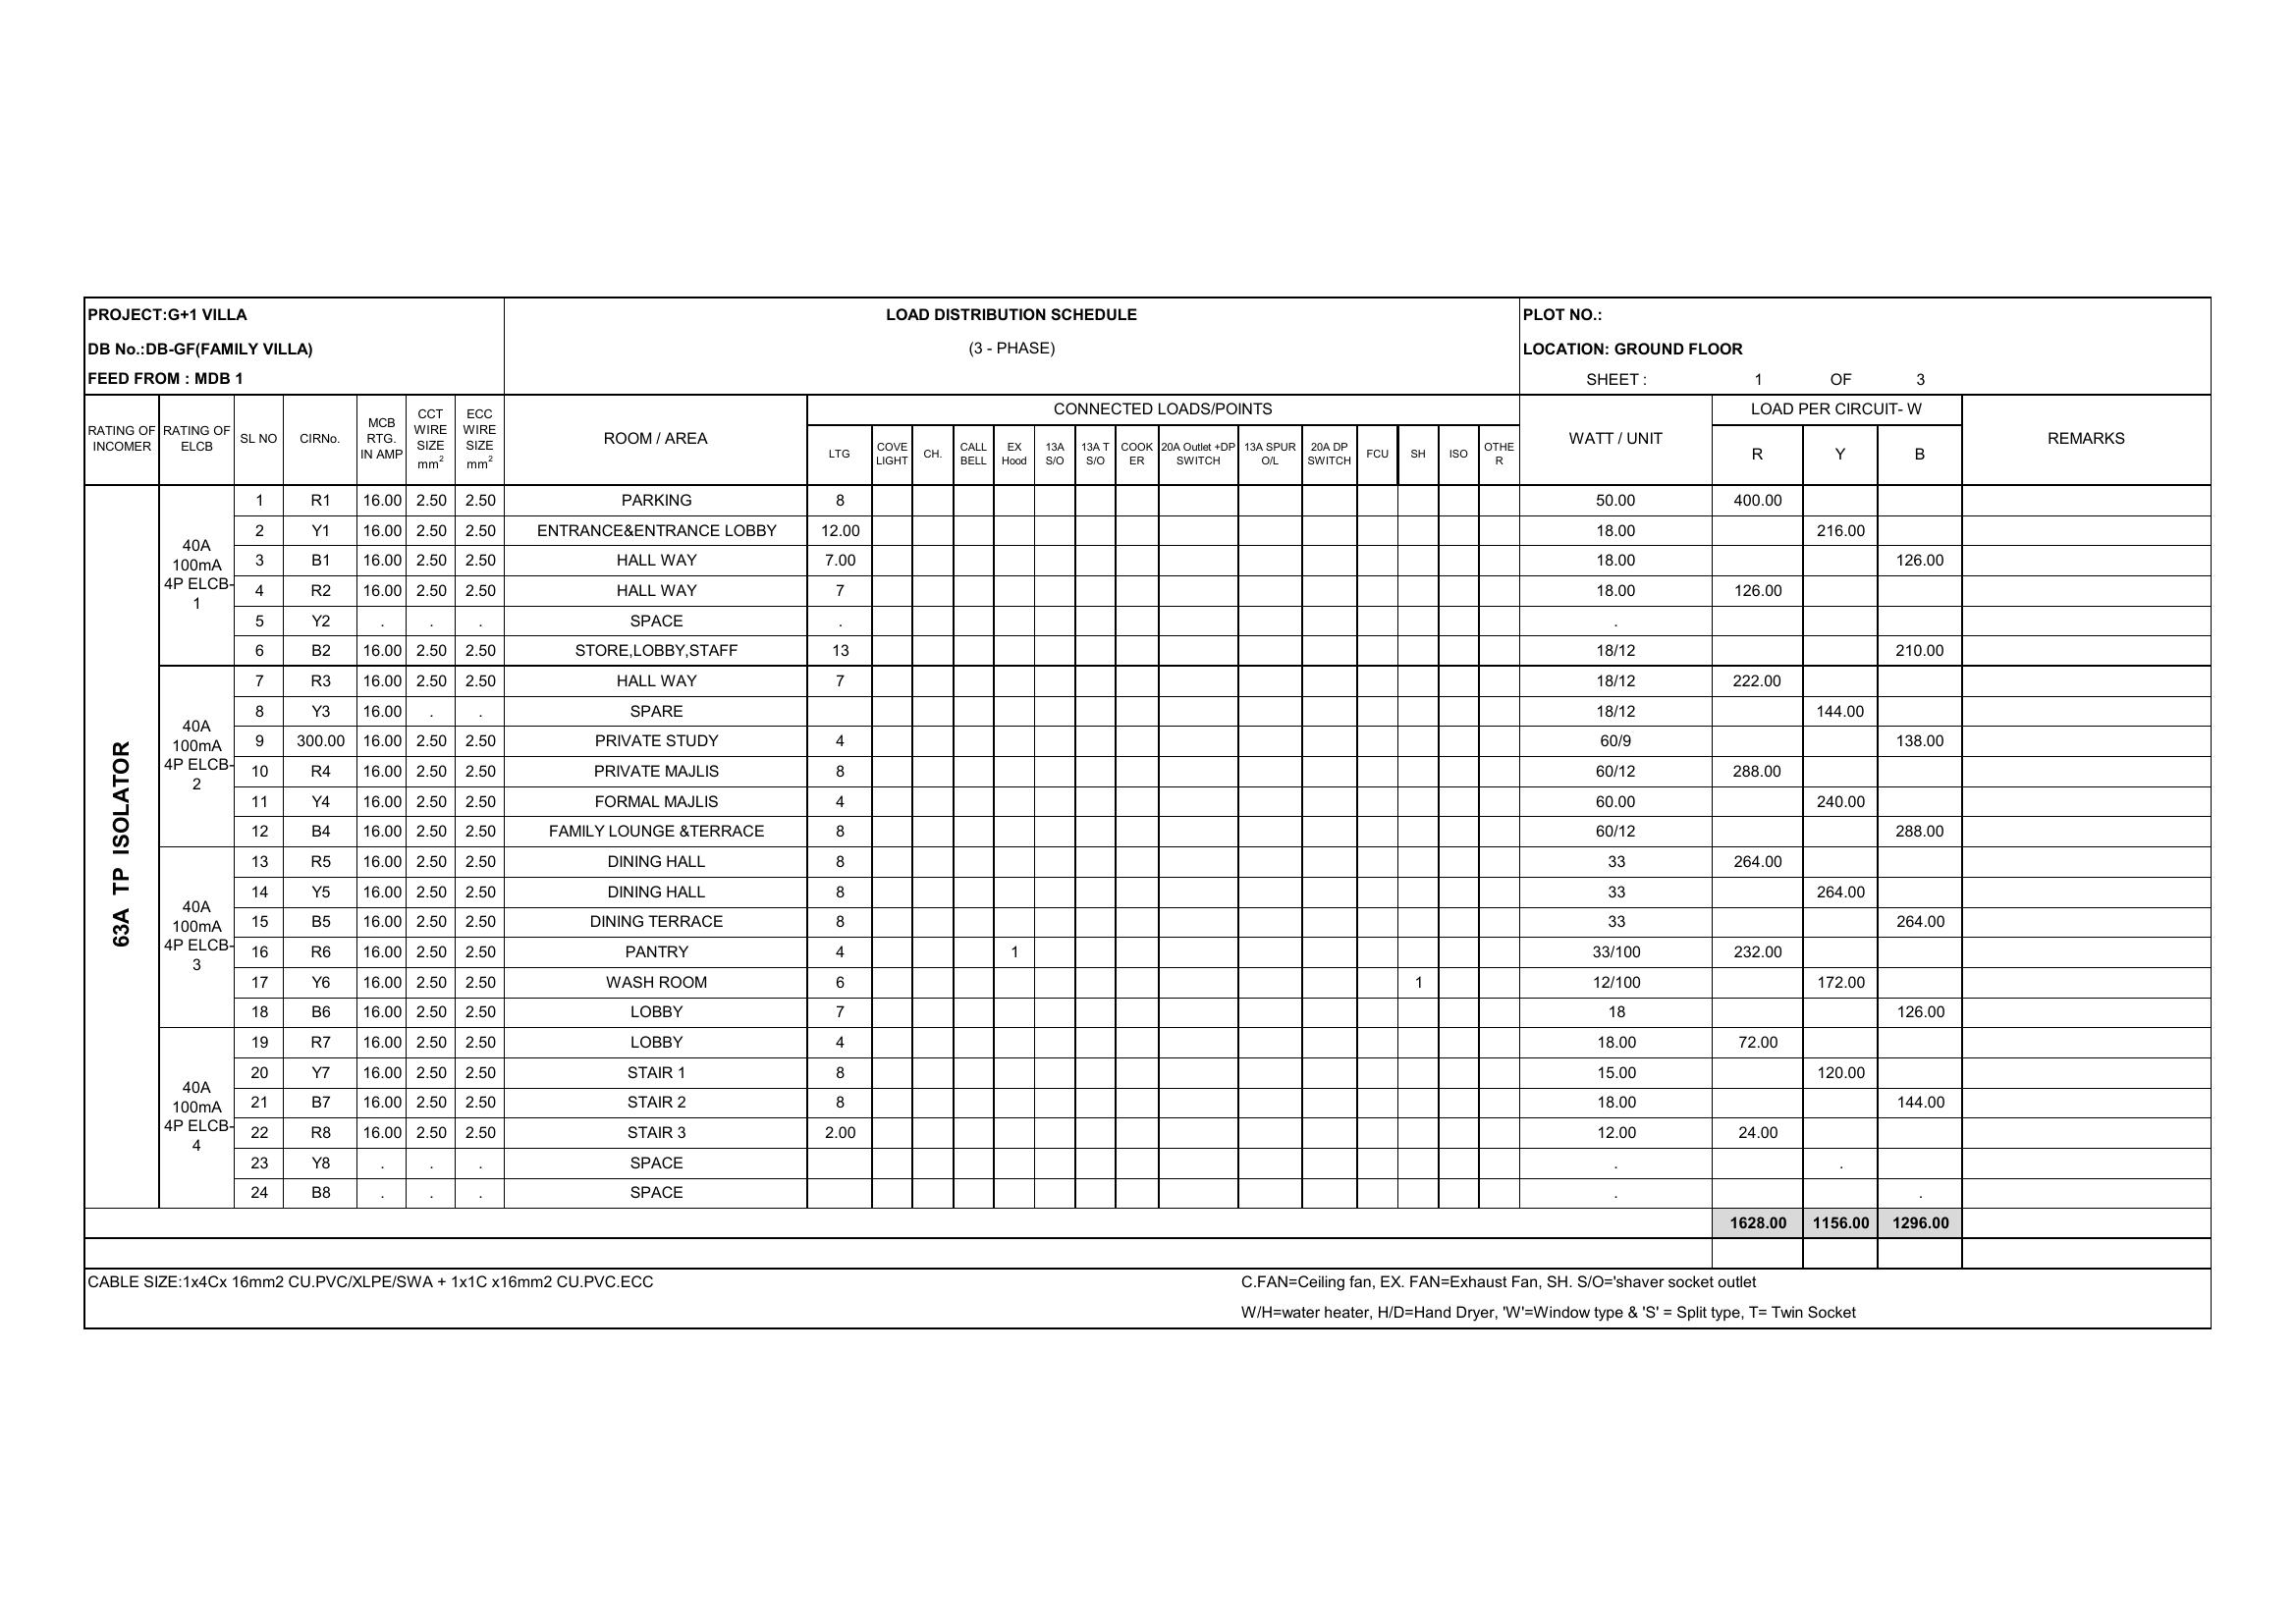 PROJECT:G+1 VILLA LOAD DISTRIBUTION SCHEDULE PLOT NO.:
DB No.:DB-GF(FAMILY VILLA) (3 - PHASE) LOCATION: GROUND FLOOR
FEED FROM : MDB 1 SHEET : 1 OF 3
RATING OF INCOMER RATING OF ELCB SL NO CIRNo. MCB RTG. IN AMP CCT WIRE SIZE mm² ECC WIRE SIZE mm² ROOM / AREA CONNECTED LOADS/POINTS WATT / UNIT LOAD PER CIRCUIT- W REMARKS
LTG COVE LIGHT CH. CALL BELL EX Hood 13A S/O 13A T S/O COOK ER 20A Outlet +DP SWITCH 13A SPUR O/L 20A DP SWITCH FCU SH ISO OTHE R R Y B
63A TP ISOLATOR
40A 100mA 4P ELCB-1
1 R1 16.00 2.50 2.50 PARKING 8 50.00 400.00
2 Y1 16.00 2.50 2.50 ENTRANCE&ENTRANCE LOBBY 12.00 18.00 216.00
3 B1 16.00 2.50 2.50 HALL WAY 7.00 18.00 126.00
4 R2 16.00 2.50 2.50 HALL WAY 7 18.00 126.00
5 Y2 . . . SPACE . .
6 B2 16.00 2.50 2.50 STORE,LOBBY,STAFF 13 18/12 210.00
40A 100mA 4P ELCB-2
7 R3 16.00 2.50 2.50 HALL WAY 7 18/12 222.00
8 Y3 16.00 . . SPARE 18/12 144.00
9 300.00 16.00 2.50 2.50 PRIVATE STUDY 4 60/9 138.00
10 R4 16.00 2.50 2.50 PRIVATE MAJLIS 8 60/12 288.00
11 Y4 16.00 2.50 2.50 FORMAL MAJLIS 4 60.00 240.00
12 B4 16.00 2.50 2.50 FAMILY LOUNGE &TERRACE 8 60/12 288.00
40A 100mA 4P ELCB-3
13 R5 16.00 2.50 2.50 DINING HALL 8 33 264.00
14 Y5 16.00 2.50 2.50 DINING HALL 8 33 264.00
15 B5 16.00 2.50 2.50 DINING TERRACE 8 33 264.00
16 R6 16.00 2.50 2.50 PANTRY 4 1 33/100 232.00
17 Y6 16.00 2.50 2.50 WASH ROOM 6 1 12/100 172.00
18 B6 16.00 2.50 2.50 LOBBY 7 18 126.00
40A 100mA 4P ELCB-4
19 R7 16.00 2.50 2.50 LOBBY 4 18.00 72.00
20 Y7 16.00 2.50 2.50 STAIR 1 8 15.00 120.00
21 B7 16.00 2.50 2.50 STAIR 2 8 18.00 144.00
22 R8 16.00 2.50 2.50 STAIR 3 2.00 12.00 24.00
23 Y8 . . . SPACE . .
24 B8 . . . SPACE . .
1628.00 1156.00 1296.00
CABLE SIZE:1x4Cx 16mm2 CU.PVC/XLPE/SWA + 1x1C x16mm2 CU.PVC.ECC C.FAN=Ceiling fan, EX. FAN=Exhaust Fan, SH. S/O='shaver socket outlet
W/H=water heater, H/D=Hand Dryer, 'W'=Window type & 'S' = Split type, T= Twin Socket